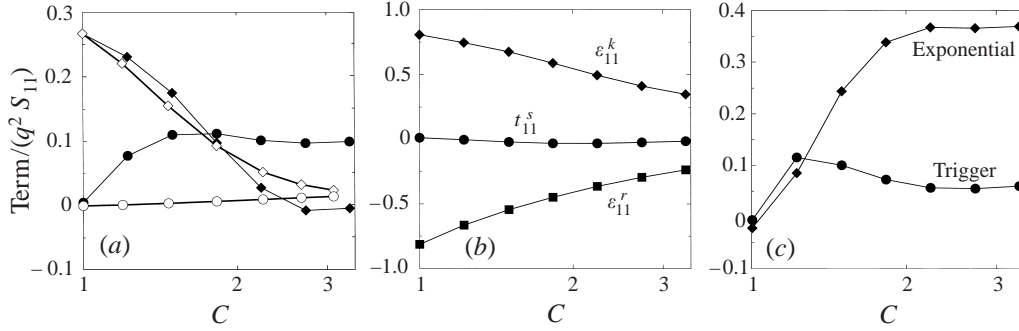 Term/(q² S₁₁)
0.3
0.2
0.1
0
– 0.1
(a)
1
2
3
C
1.0
0.5
0
–0.5
–1.0
ε₁₁ᵏ
t₁₁ˢ
ε₁₁ʳ
(b)
1
2
3
C
0.4
0.3
0.2
0.1
0
–0.1
Exponential
Trigger
(c)
1
2
3
C